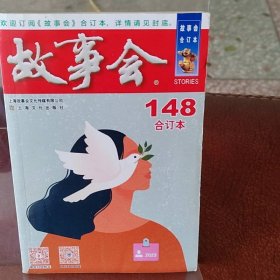 欢迎订阅《故事会》合订本，详情请见封底。
故事会
合订本
故事会
®
STORIES
上海故事会文化传媒有限公司
上海文化出版社
148
合订本
2023